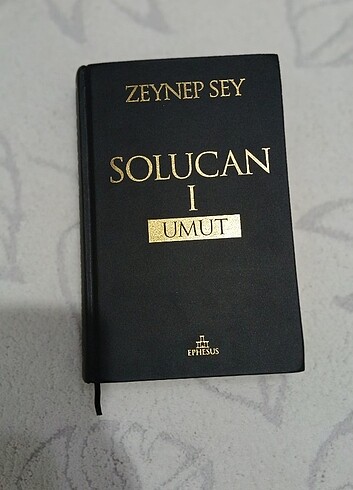 ZEYNEP SEY
SOLUCAN
I
UMUT
EPHESUS